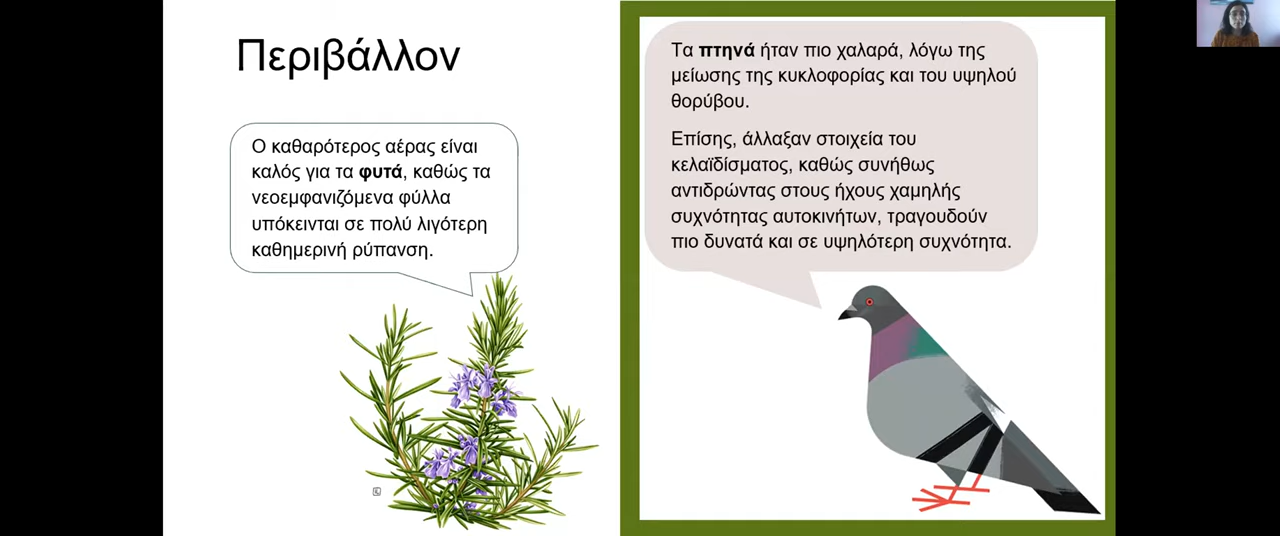 Περιβάλλον
Ο καθαρότερος αέρας είναι
καλός για τα φυτά, καθώς τα
νεοεμφανιζόμενα φύλλα
υπόκεινται σε πολύ λιγότερη
καθημερινή ρύπανση.
Τα πτηνά ήταν πιο χαλαρά, λόγω της
μείωσης της κυκλοφορίας και του υψηλού
θορύβου.
Επίσης, άλλαξαν στοιχεία του
κελαϊδίσματος, καθώς συνήθως
αντιδρώντας στους ήχους χαμηλής
συχνότητας αυτοκινήτων, τραγουδούν
πιο δυνατά και σε υψηλότερη συχνότητα.